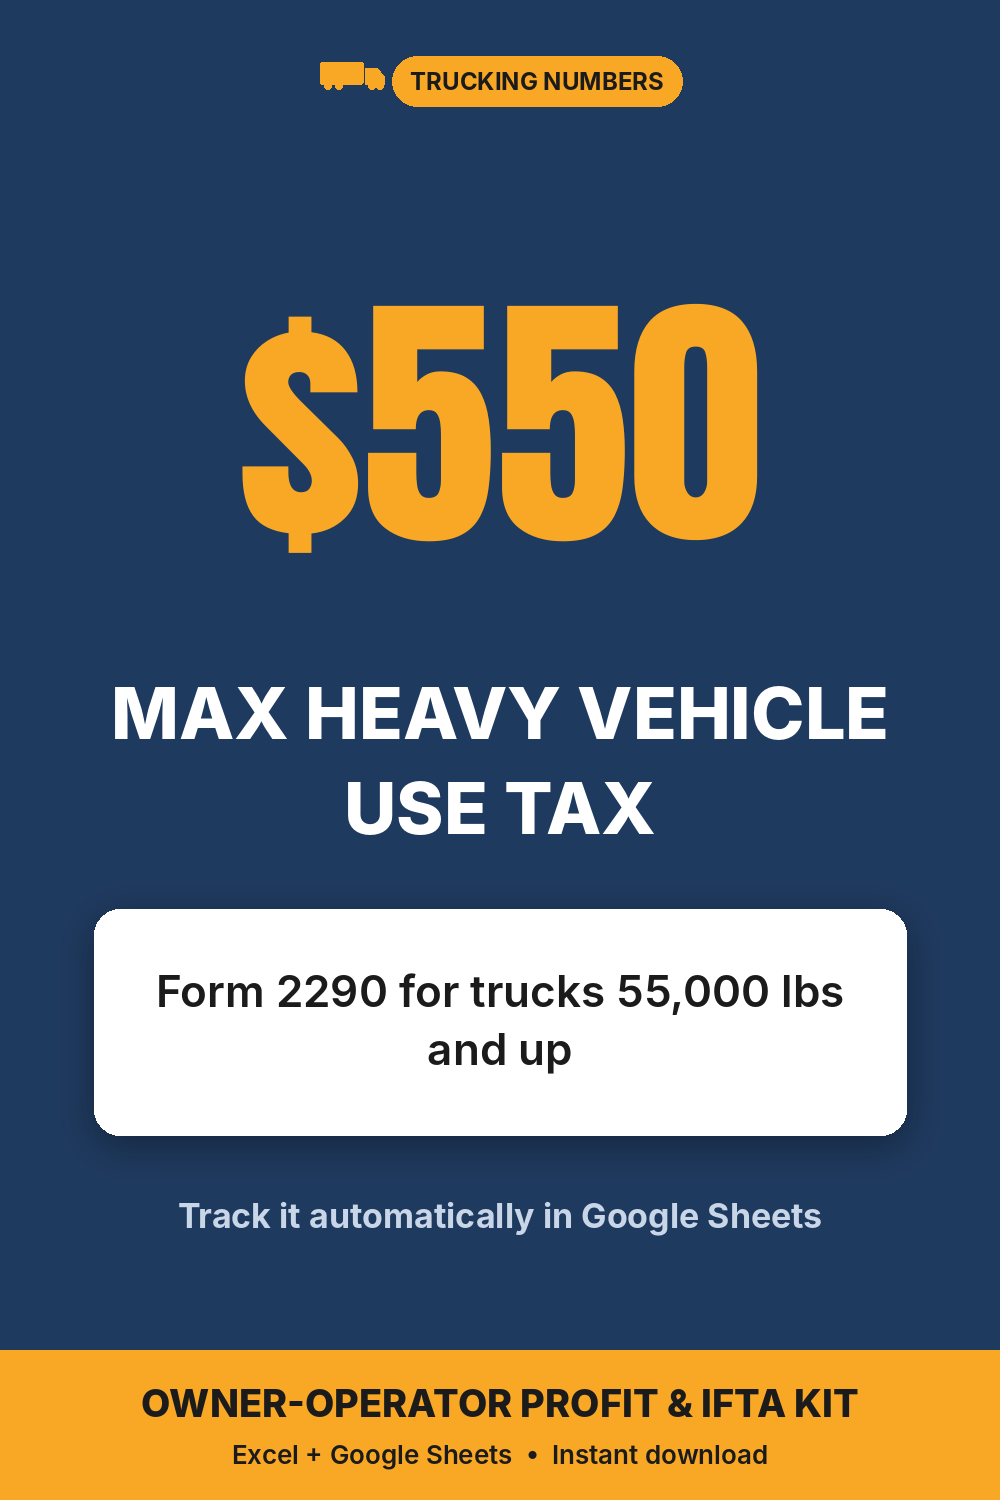 TRUCKING NUMBERS
$550
MAX HEAVY VEHICLE
USE TAX
Form 2290 for trucks 55,000 lbs
and up
Track it automatically in Google Sheets
OWNER-OPERATOR PROFIT & IFTA KIT
Excel + Google Sheets • Instant download